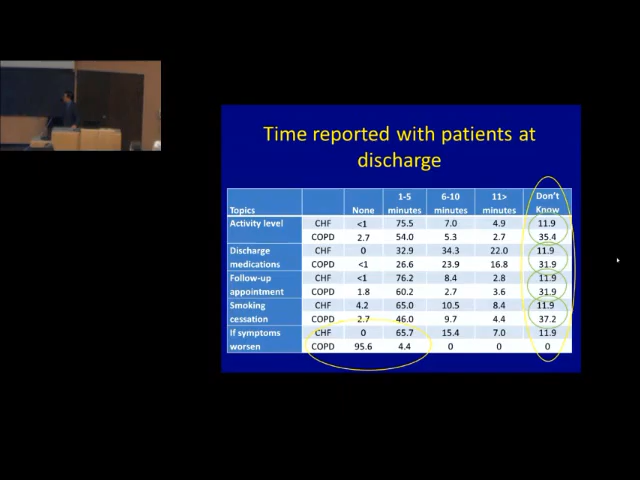 Time reported with patients at
discharge
Topics None 1-5 minutes 6-10 minutes 11> minutes Don't Know
Activity level CHF <1 75.5 7.0 4.9 11.9
COPD 2.7 54.0 5.3 2.7 35.4
Discharge medications CHF 0 32.9 34.3 22.0 11.9
COPD <1 26.6 23.9 16.8 31.9
Follow-up appointment CHF <1 76.2 8.4 2.8 11.9
COPD 1.8 60.2 2.7 3.6 31.9
Smoking cessation CHF 4.2 65.0 10.5 8.4 11.9
COPD 2.7 46.0 9.7 4.4 37.2
If symptoms worsen CHF 0 65.7 15.4 7.0 11.9
COPD 95.6 4.4 0 0 0